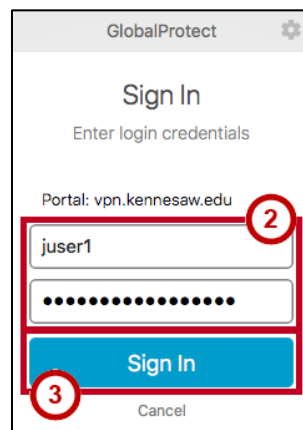 GlobalProtect
Sign In
Enter login credentials
Portal: vpn.kennesaw.edu
2
juser1
•••••••••••••••••
Sign In
3
Cancel